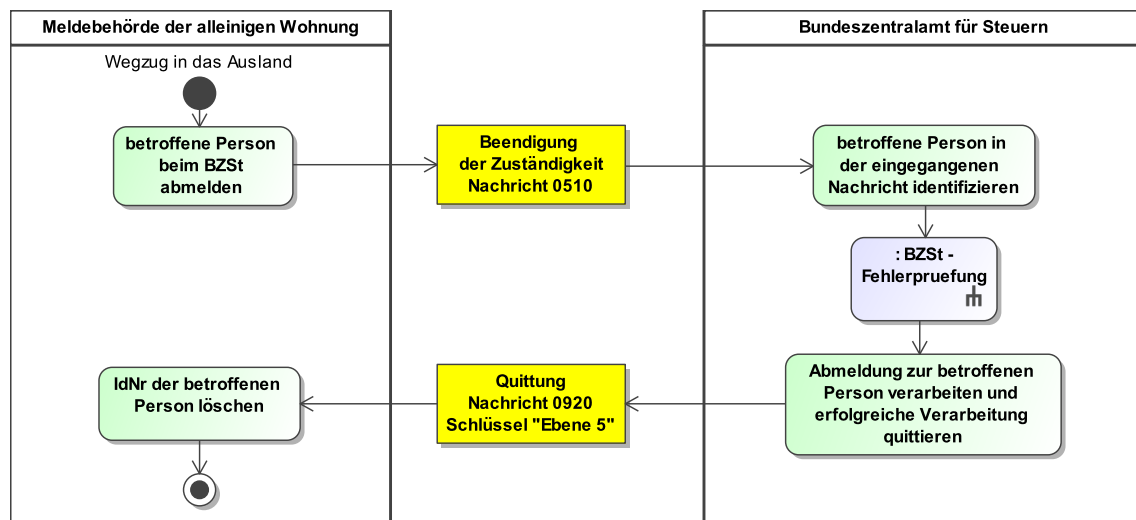 Meldebehörde der alleinigen Wohnung
Bundeszentralamt für Steuern
Wegzug in das Ausland
betroffene Person
beim BZSt
abmelden
Beendigung
der Zuständigkeit
Nachricht 0510
betroffene Person in
der eingegangenen
Nachricht identifizieren
: BZSt -
Fehlerpruefung
Abmeldung zur betroffenen
Person verarbeiten und
erfolgreiche Verarbeitung
quittieren
Quittung
Nachricht 0920
Schlüssel "Ebene 5"
IdNr der betroffenen
Person löschen